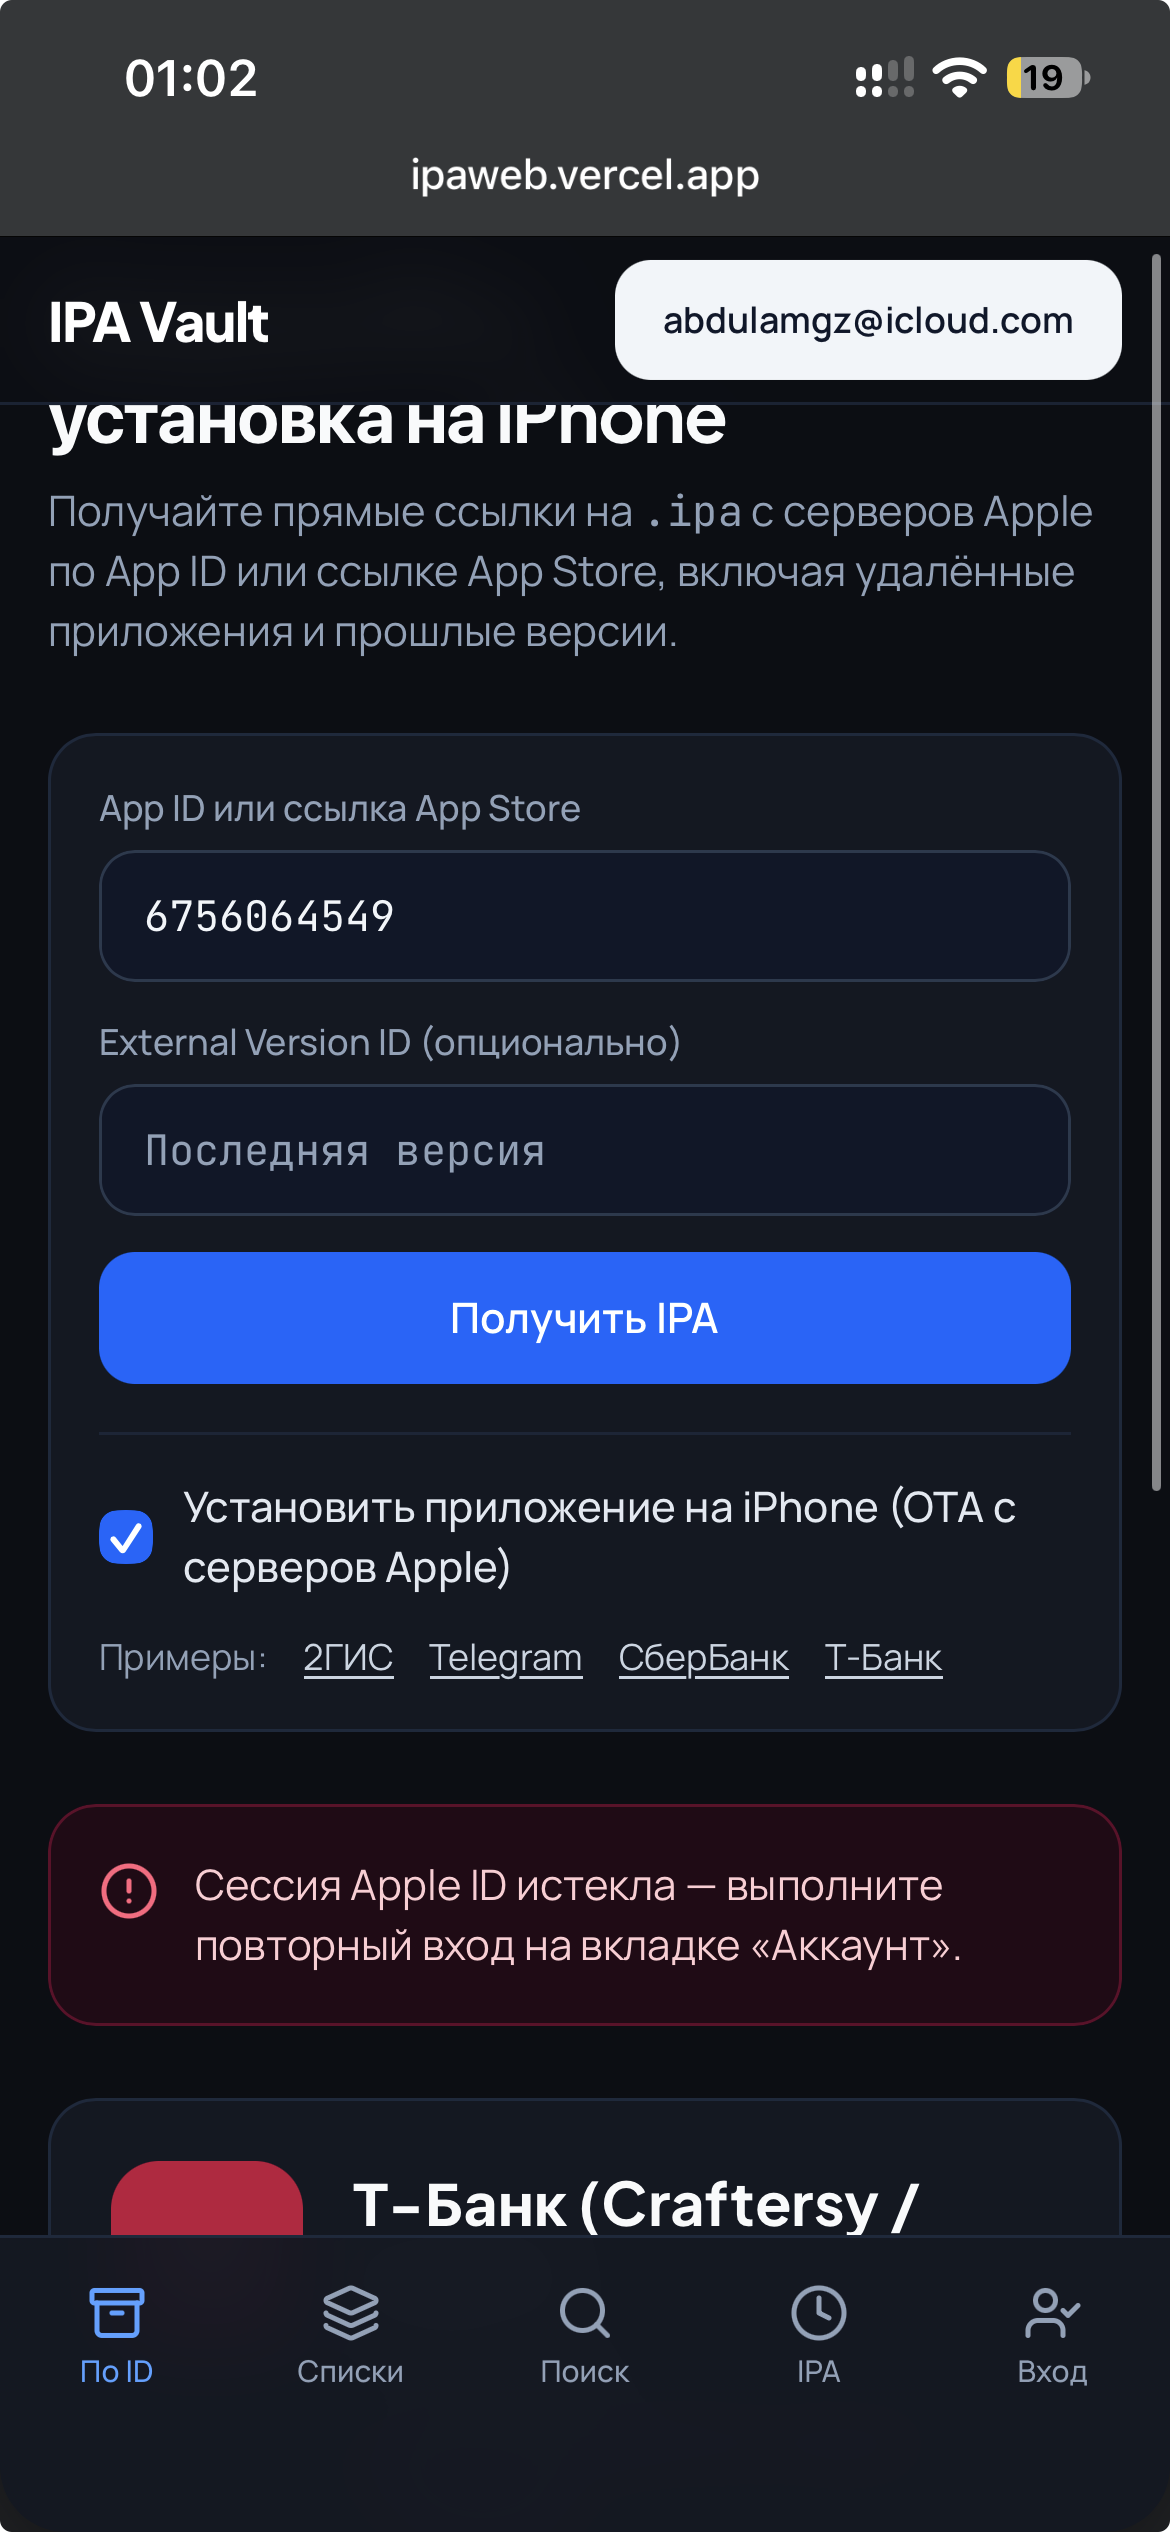 01:02
19
ipaweb.vercel.app
IPA Vault
abdulamgz@icloud.com
установка на iPhone
Получайте прямые ссылки на .ipa с серверов Apple
по App ID или ссылке App Store, включая удалённые
приложения и прошлые версии.
App ID или ссылка App Store
6756064549
External Version ID (опционально)
Последняя версия
Получить IPA
Установить приложение на iPhone (OTA с
серверов Apple)
Примеры: 2ГИС Telegram СберБанк Т-Банк
Сессия Apple ID истекла — выполните
повторный вход на вкладке «Аккаунт».
Т-Банк (Craftersy /
По ID
Списки
Поиск
IPA
Вход